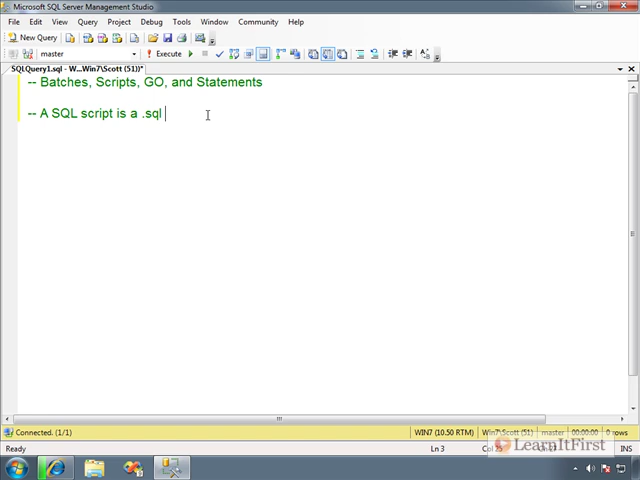 Microsoft SQL Server Management Studio
File Edit View Query Project Debug Tools Window Community Help
New Query
master Execute
SQLQuery1.sql - W...Win7\Scott (51))*
-- Batches, Scripts, GO, and Statements
-- A SQL script is a .sql
Connected. (1/1) WIN7 (10.50 RTM) Win7\Scott (51) master 00:00:00 0 rows
LearnItFirst
Ready Ln 3 INS